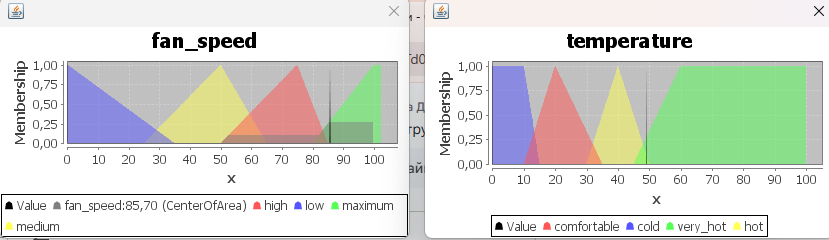 fan_speed
Membership
1,00
0,75
0,50
0,25
0,00
0 10 20 30 40 50 60 70 80 90 100
x
Value fan_speed:85,70 (CenterOfArea) high low maximum
medium
temperature
Membership
1,00
0,75
0,50
0,25
0,00
0 10 20 30 40 50 60 70 80 90 100
x
Value comfortable cold very_hot hot